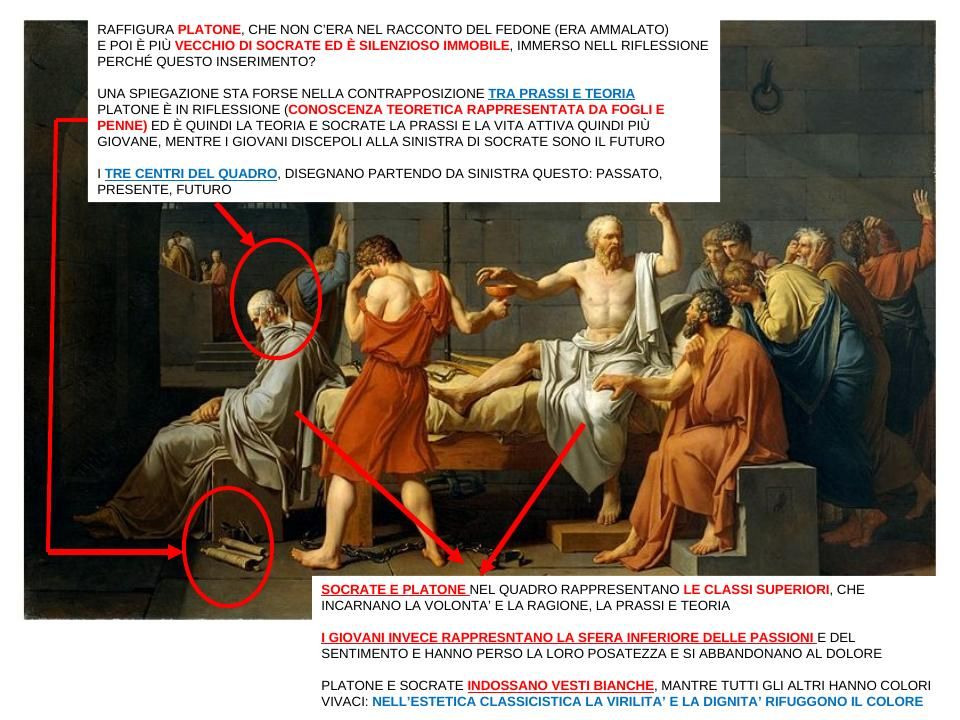 RAFFIGURA PLATONE, CHE NON C’ERA NEL RACCONTO DEL FEDONE (ERA AMMALATO)
E POI È PIÙ VECCHIO DI SOCRATE ED È SILENZIOSO IMMOBILE, IMMERSO NELL RIFLESSIONE
PERCHÉ QUESTO INSERIMENTO?
UNA SPIEGAZIONE STA FORSE NELLA CONTRAPPOSIZIONE TRA PRASSI E TEORIA
PLATONE È IN RIFLESSIONE (CONOSCENZA TEORETICA RAPPRESENTATA DA FOGLI E
PENNE) ED È QUINDI LA TEORIA E SOCRATE LA PRASSI E LA VITA ATTIVA QUINDI PIÙ
GIOVANE, MENTRE I GIOVANI DISCEPOLI ALLA SINISTRA DI SOCRATE SONO IL FUTURO
I TRE CENTRI DEL QUADRO, DISEGNANO PARTENDO DA SINISTRA QUESTO: PASSATO,
PRESENTE, FUTURO
SOCRATE E PLATONE NEL QUADRO RAPPRESENTANO LE CLASSI SUPERIORI, CHE
INCARNANO LA VOLONTA’ E LA RAGIONE, LA PRASSI E TEORIA
I GIOVANI INVECE RAPPRESNTANO LA SFERA INFERIORE DELLE PASSIONI E DEL
SENTIMENTO E HANNO PERSO LA LORO POSATEZZA E SI ABBANDONANO AL DOLORE
PLATONE E SOCRATE INDOSSANO VESTI BIANCHE, MANTRE TUTTI GLI ALTRI HANNO COLORI
VIVACI: NELL’ESTETICA CLASSICISTICA LA VIRILITA’ E LA DIGNITA’ RIFUGGONO IL COLORE